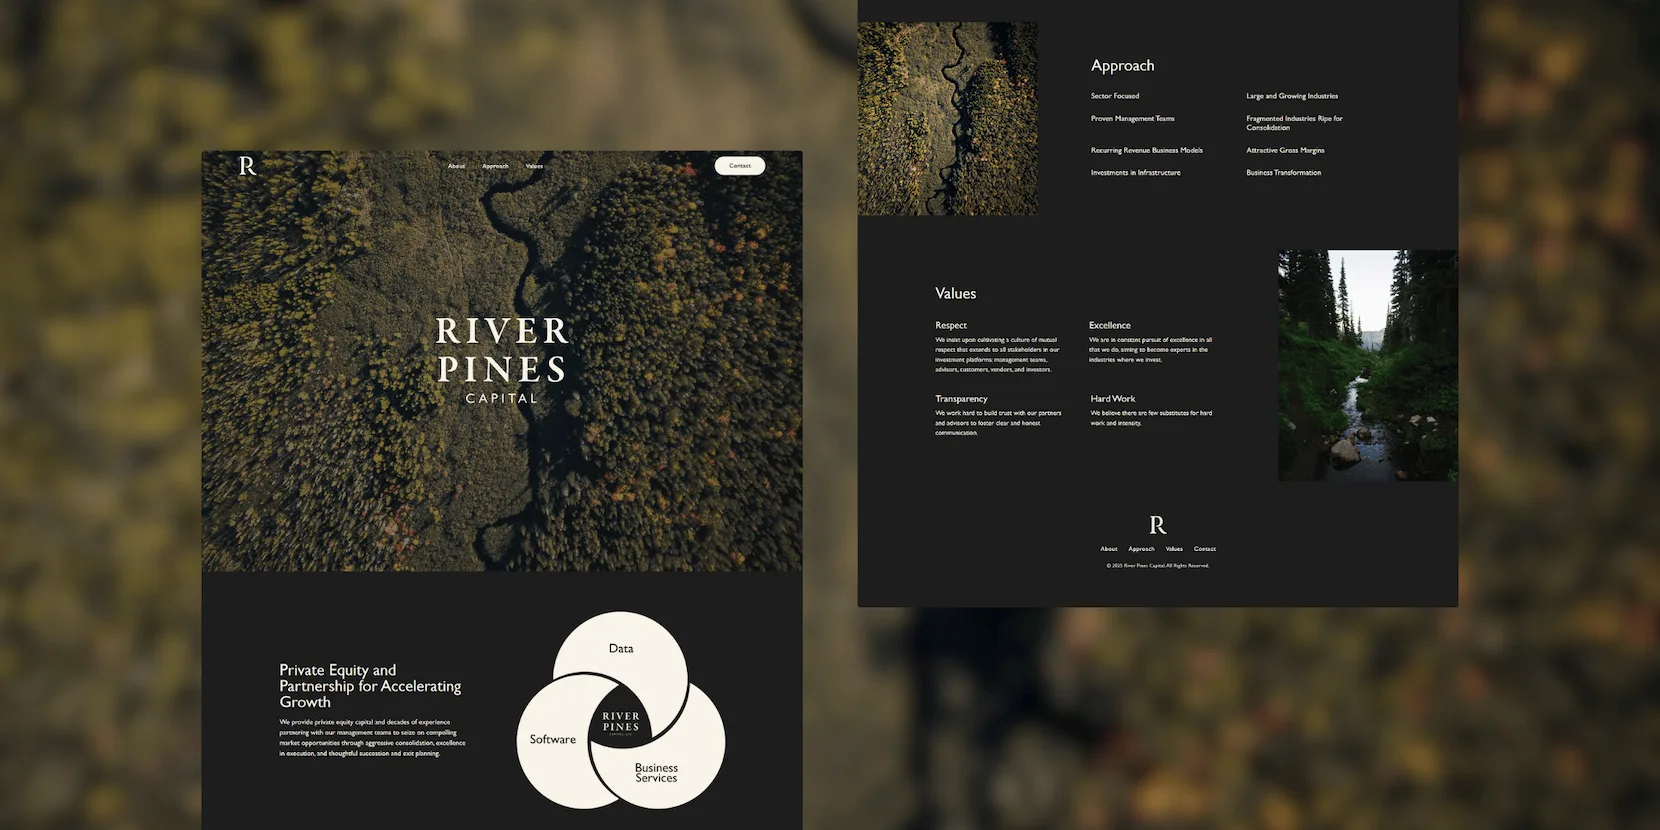 R
About
Approach
Values
Contact
RIVER
PINES
CAPITAL
Private Equity and
Partnership for Accelerating
Growth
We provide private equity capital and decades of experience
partnering with our management teams to seize on compelling
market opportunities through aggressive consolidation, excellence
in execution, and thoughtful succession and exit planning.
Data
Software
RIVER
PINES
Business
Services
Approach
Sector Focused
Large and Growing Industries
Proven Management Teams
Fragmented Industries Ripe for
Consolidation
Recurring Revenue Business Models
Attractive Gross Margins
Investments in Infrastructure
Business Transformation
Values
Respect
We insist upon cultivating a culture of mutual
respect that extends to all stakeholders in our
investment platforms: management teams,
advisors, customers, vendors, and investors.
Excellence
We are in constant pursuit of excellence in all
that we do, aiming to become experts in the
industries where we invest.
Transparency
We work hard to build trust with our partners
and advisors to foster clear and honest
communication.
Hard Work
We believe there are few substitutes for hard
work and intensity.
R
About
Approach
Values
Contact
© 2025 River Pines Capital. All Rights Reserved.